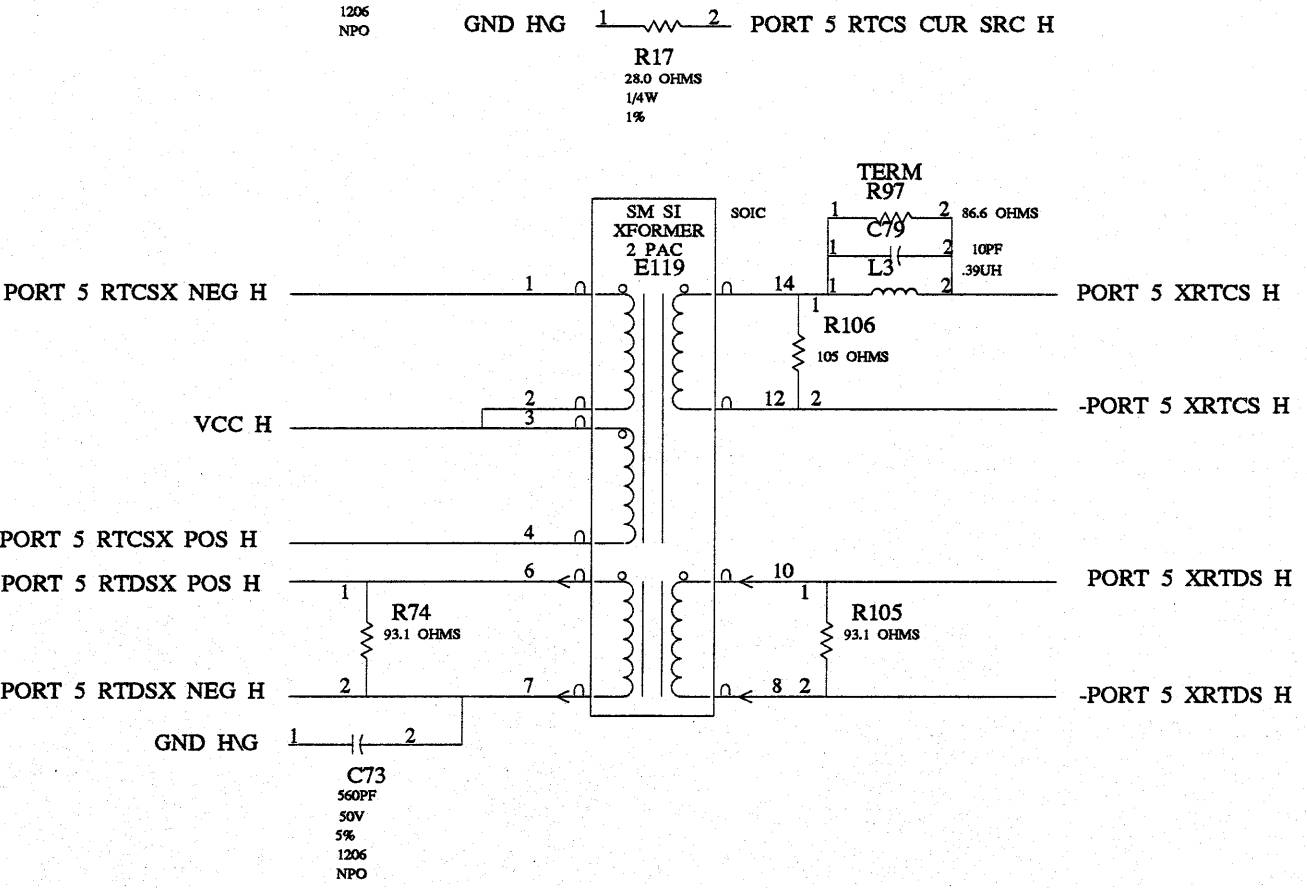 1206
NPO
GND H\G 1 2 PORT 5 RTCS CUR SRC H
R17
28.0 OHMS
1/4W
1%
TERM
R97
1 2 86.6 OHMS
C79
1 2 10PF
L3 .39UH
1 2
SM SI
XFORMER
2 PAC
E119
SOIC
PORT 5 RTCSX NEG H 1 14 PORT 5 XRTCS H
1
R106
105 OHMS
2 12 2 -PORT 5 XRTCS H
VCC H 3
PORT 5 RTCSX POS H 4
PORT 5 RTDSX POS H 6 10 PORT 5 XRTDS H
1 1
R74 R105
93.1 OHMS 93.1 OHMS
PORT 5 RTDSX NEG H 2 7 8 2 -PORT 5 XRTDS H
GND H\G 1 2
C73
560PF
50V
5%
1206
NPO